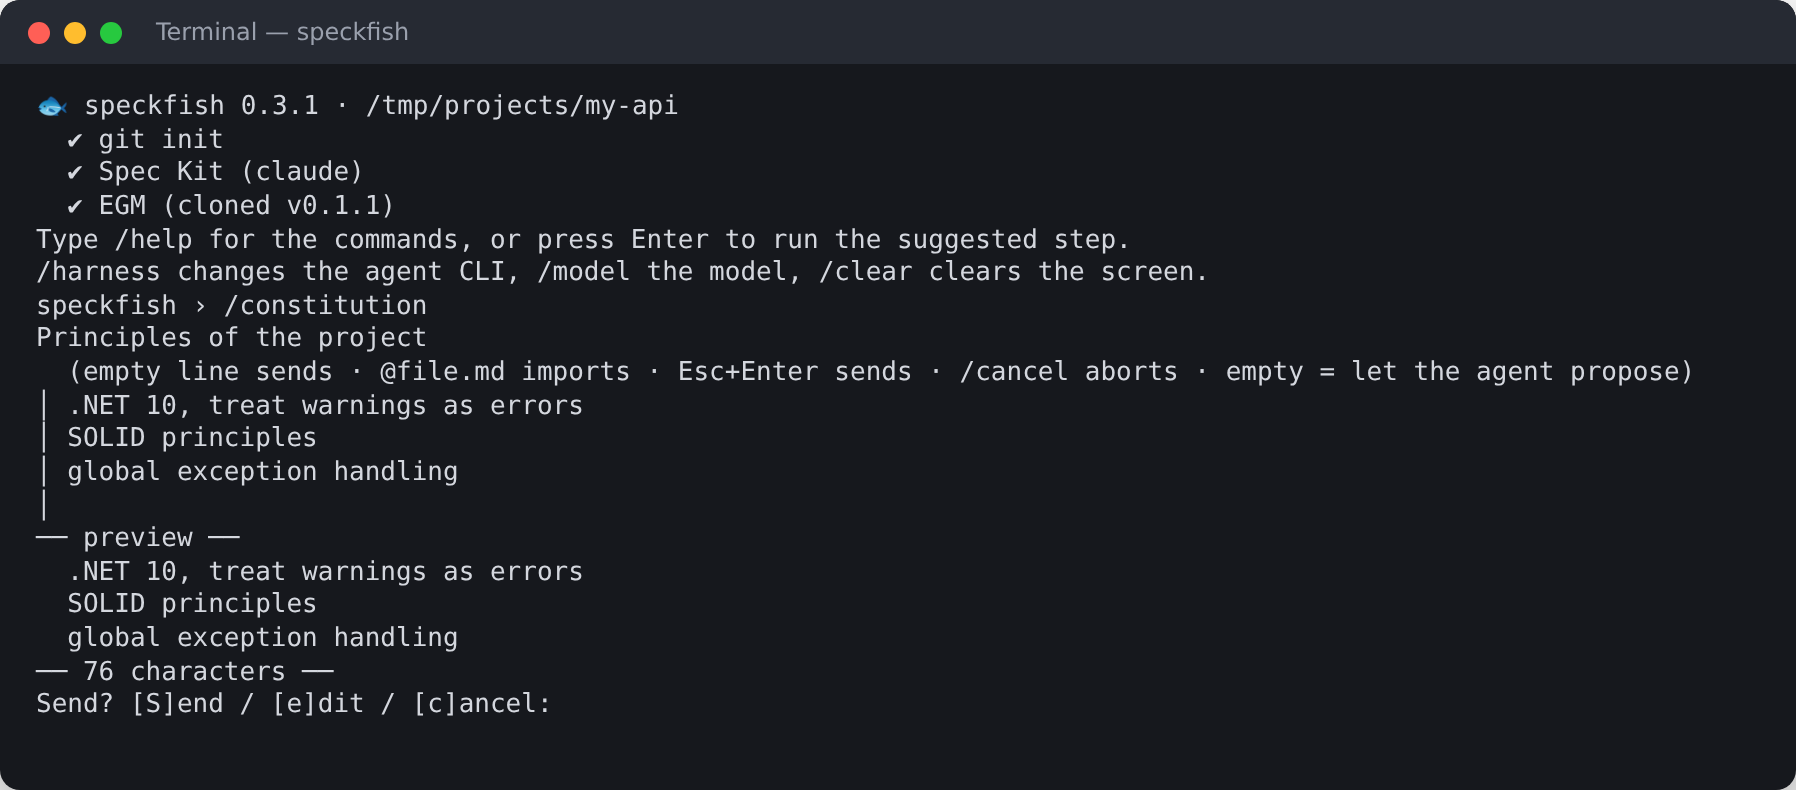 Terminal — speckfish
🐟 speckfish 0.3.1 · /tmp/projects/my-api
✔ git init
✔ Spec Kit (claude)
✔ EGM (cloned v0.1.1)
Type /help for the commands, or press Enter to run the suggested step.
/harness changes the agent CLI, /model the model, /clear clears the screen.
speckfish › /constitution
Principles of the project
(empty line sends · @file.md imports · Esc+Enter sends · /cancel aborts · empty = let the agent propose)
│ .NET 10, treat warnings as errors
│ SOLID principles
│ global exception handling
│
── preview ──
.NET 10, treat warnings as errors
SOLID principles
global exception handling
── 76 characters ──
Send? [S]end / [e]dit / [c]ancel: